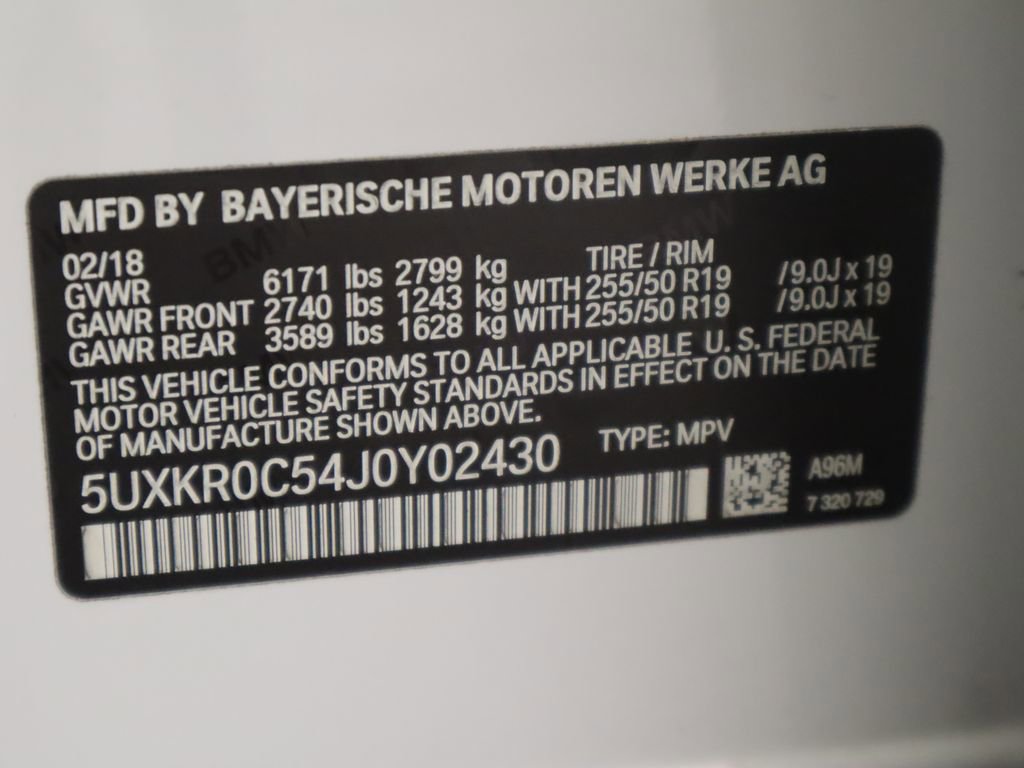 MFD BY BAYERISCHE MOTOREN WERKE AG
02/18 TIRE / RIM
GVWR 6171 lbs 2799 kg
GAWR FRONT 2740 lbs 1243 kg WITH 255/50 R19 /9.0J x 19
GAWR REAR 3589 lbs 1628 kg WITH 255/50 R19 /9.0J x 19
THIS VEHICLE CONFORMS TO ALL APPLICABLE U. S. FEDERAL
MOTOR VEHICLE SAFETY STANDARDS IN EFFECT ON THE DATE
OF MANUFACTURE SHOWN ABOVE.
5UXKR0C54J0Y02430 TYPE: MPV
A96M
7 320 729